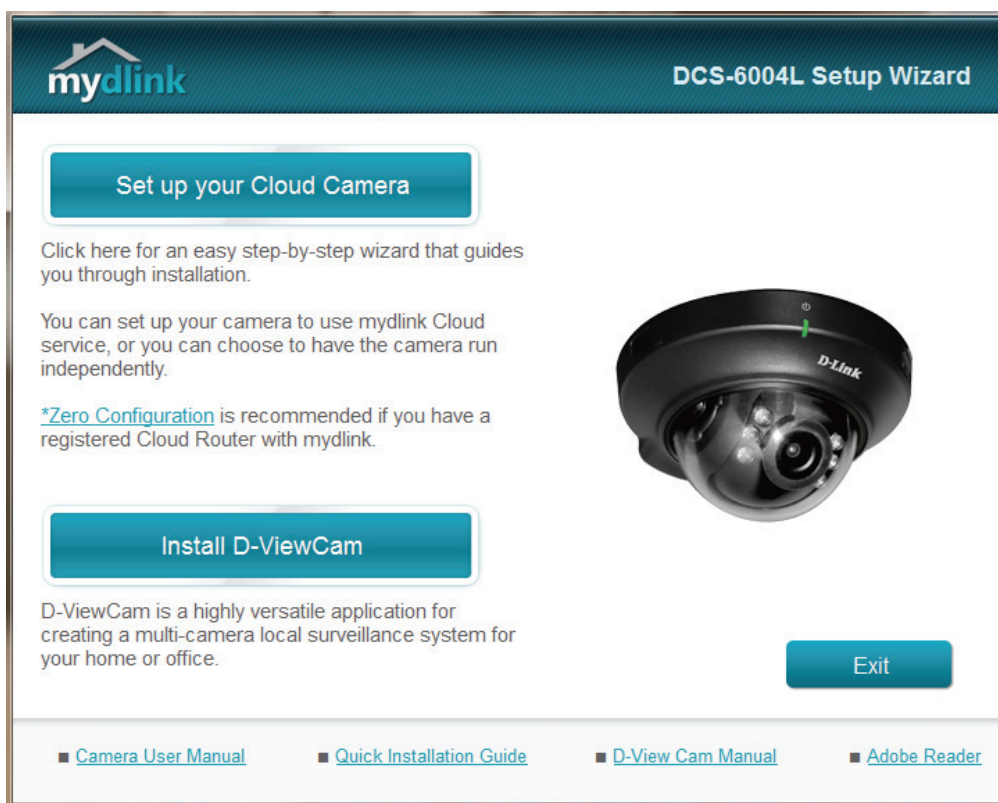 mydlink
DCS-6004L Setup Wizard
Set up your Cloud Camera
Click here for an easy step-by-step wizard that guides
you through installation.
You can set up your camera to use mydlink Cloud
service, or you can choose to have the camera run
independently.
*Zero Configuration is recommended if you have a
registered Cloud Router with mydlink.
D-Link
Install D-ViewCam
D-ViewCam is a highly versatile application for
creating a multi-camera local surveillance system for
your home or office.
Exit
Camera User Manual
Quick Installation Guide
D-View Cam Manual
Adobe Reader